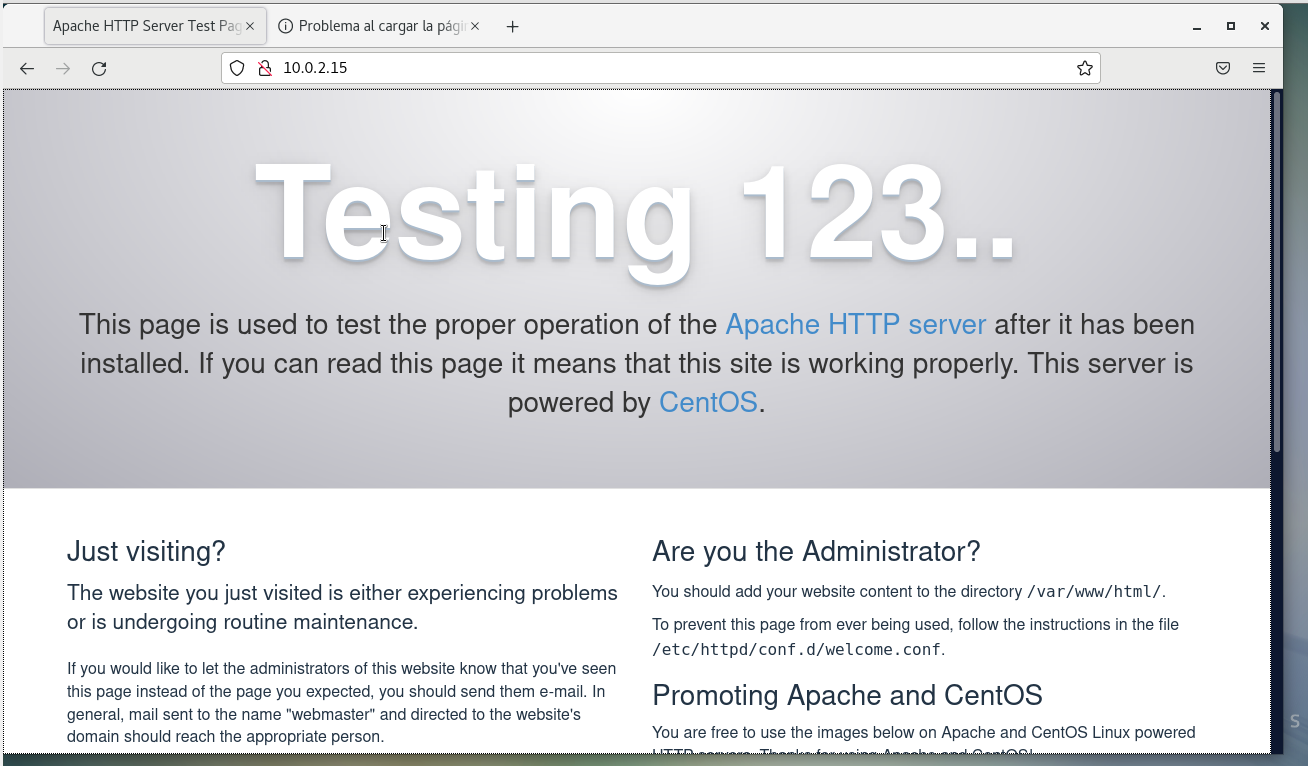 Apache HTTP Server Test Pag
Problema al cargar la págin
10.0.2.15
Testing 123..
This page is used to test the proper operation of the Apache HTTP server after it has been
installed. If you can read this page it means that this site is working properly. This server is
powered by CentOS.
Just visiting?
The website you just visited is either experiencing problems
or is undergoing routine maintenance.
If you would like to let the administrators of this website know that you've seen
this page instead of the page you expected, you should send them e-mail. In
general, mail sent to the name "webmaster" and directed to the website's
domain should reach the appropriate person.
Are you the Administrator?
You should add your website content to the directory /var/www/html/.
To prevent this page from ever being used, follow the instructions in the file
/etc/httpd/conf.d/welcome.conf.
Promoting Apache and CentOS
You are free to use the images below on Apache and CentOS Linux powered
HTTP servers. Thanks for using Apache and CentOS!
S